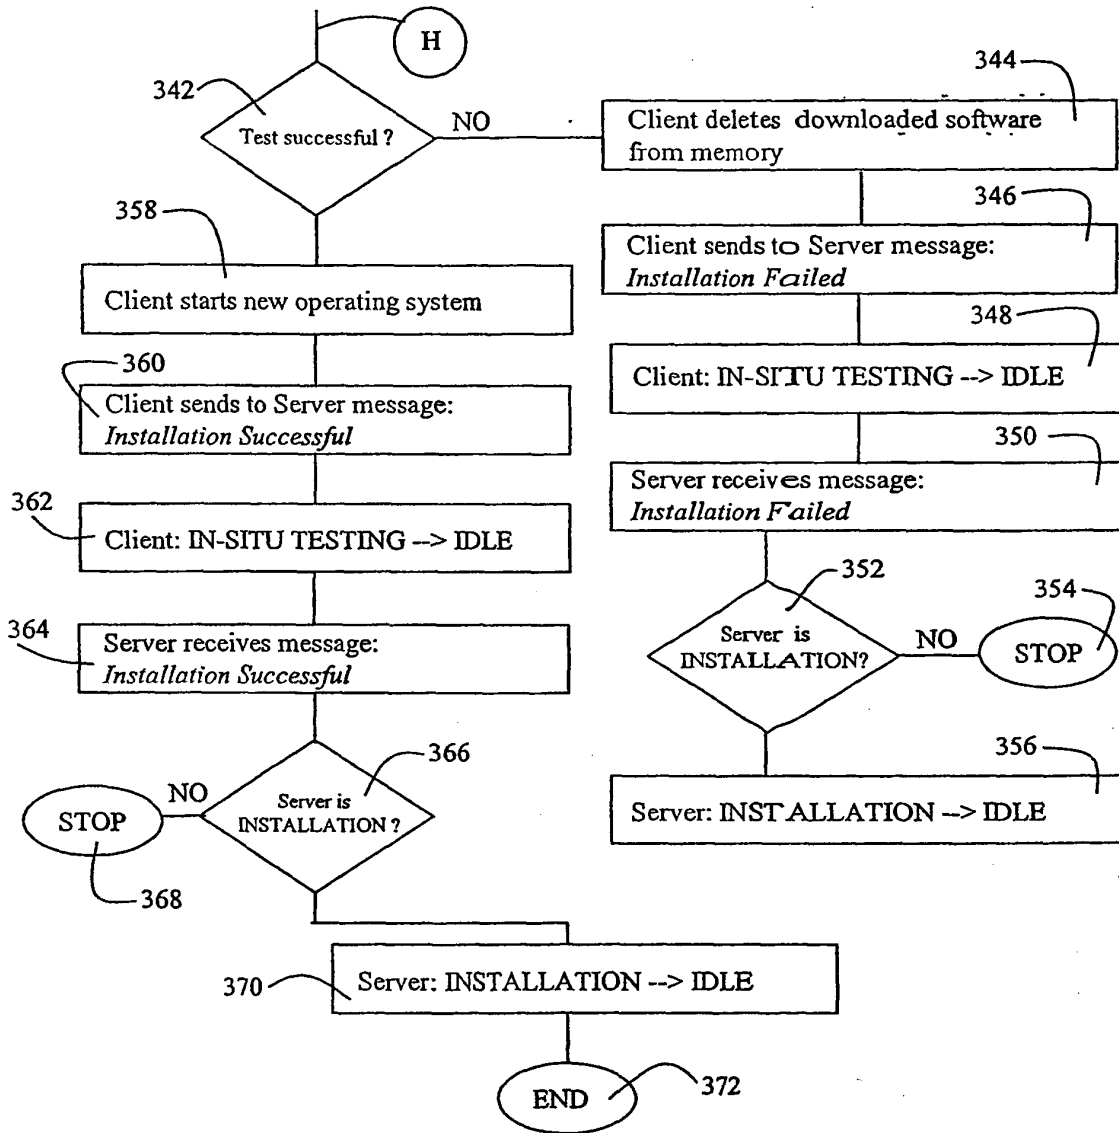 H
342
Test successful ?
NO
344
Client deletes downloaded software
from memory
358
346
Client sends to Server message:
Installation Failed
Client starts new operating system
348
360
Client: IN-SITU TESTING --> IDLE
Client sends to Server message:
Installation Successful
350
Server receives message:
Installation Failed
362
Client: IN-SITU TESTING --> IDLE
352
354
364
Server receives message:
Installation Successful
Server is
INSTALLATION?
NO
STOP
366
356
NO
STOP
Server is
INSTALLATION ?
Server: INSTALLATION --> IDLE
368
370
Server: INSTALLATION --> IDLE
END
372